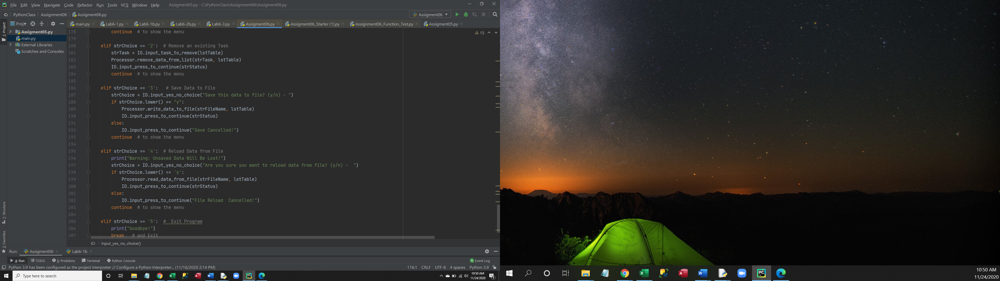 File Edit View Navigate Code Refactor Run Tools VCS Window Help Assigment05.py - C:\PythonClass\Assignment06\Assigment06.py
C: PythonClass Assignment06 Assigment06.py Assigment06
1: Project
Proj main.py Lab6-1.py Lab6-1b.py Lab6-2b.py Lab6-3.py Assigment06.py Assigment06_Starter (1).py Assignment06_Function_Test.py Assigment05.py
Assigment05.py
main.py
External Libraries
Scratches and Consoles
15
178 continue # to show the menu
179
180 elif strChoice == '2': # Remove an existing Task
181 strTask = IO.input_task_to_remove(lstTable)
182 Processor.remove_data_from_list(strTask, lstTable)
183 IO.input_press_to_continue(strStatus)
184 continue # to show the menu
185
186 elif strChoice == '3': # Save Data to File
187 strChoice = IO.input_yes_no_choice("Save this data to file? (y/n) - ")
188 if strChoice.lower() == "y":
189 Processor.write_data_to_file(strFileName, lstTable)
190 IO.input_press_to_continue(strStatus)
191 else:
192 IO.input_press_to_continue("Save Cancelled!")
193 continue # to show the menu
194
195 elif strChoice == '4': # Reload Data from File
196 print("Warning: Unsaved Data Will Be Lost!")
197 strChoice = IO.input_yes_no_choice("Are you sure you want to reload data from file? (y/n) -  ")
198 if strChoice.lower() == 'y':
199 Processor.read_data_from_file(strFileName, lstTable)
200 IO.input_press_to_continue(strStatus)
201 else:
202 IO.input_press_to_continue("File Reload  Cancelled!")
203 continue # to show the menu
204
205 elif strChoice == '5': #  Exit Program
206 print("Goodbye!")
207 break # and Exit
IO input_yes_no_choice()
Z: Structure
2: Favorites
Run: Assigment06 Lab6-1b
4: Run TODO 6: Problems Terminal Python Console 1 Event Log
Python 3.9 has been configured as the project interpreter // Configure a Python Interpreter... (11/16/2020 2:14 PM) 116:1 CRLF UTF-8 4 spaces Python 3.9
Type here to search
10:50 AM
11/24/2020
1
10:50 AM
11/24/2020